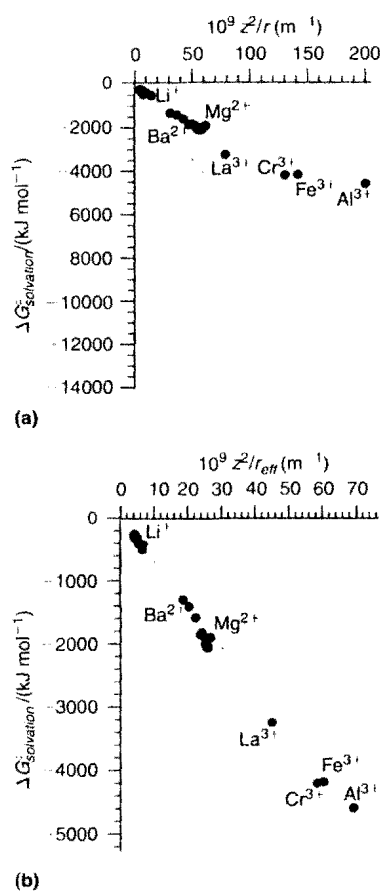 10⁹ z²/r (m⁻¹)
0 50 100 150 200
0
−2000
−4000
−6000
−8000
−10000
−12000
−14000
ΔG°solvation/(kJ mol⁻¹)
Li⁺
Mg²⁺
Ba²⁺
La³⁺
Cr³⁺
Fe³⁺
Al³⁺
(a)
10⁹ z²/reff (m⁻¹)
0 10 20 30 40 50 60 70
0
−1000
−2000
−3000
−4000
−5000
ΔG°solvation/(kJ mol⁻¹)
Li⁺
Ba²⁺
Mg²⁺
La³⁺
Fe³⁺
Cr³⁺
Al³⁺
(b)